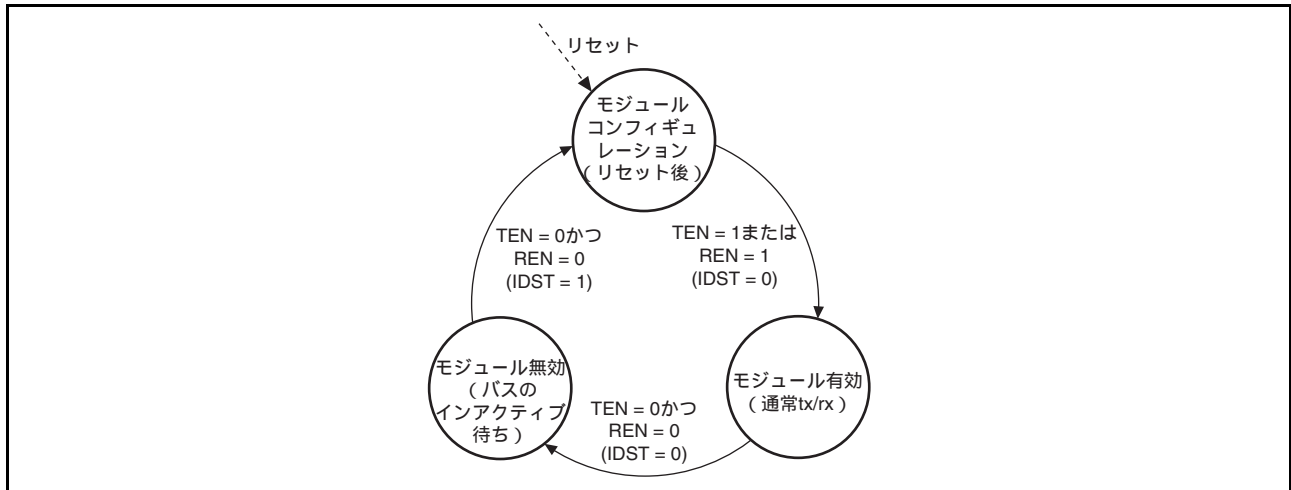 リセット
モジュール
コンフィギュ
レーション
（リセット後）
TEN = 0かつ
REN = 0
(IDST = 1)
TEN = 1または
REN = 1
(IDST = 0)
モジュール無効
（バスの
インアクティブ
待ち）
モジュール有効
（通常tx/rx）
TEN = 0かつ
REN = 0
(IDST = 0)